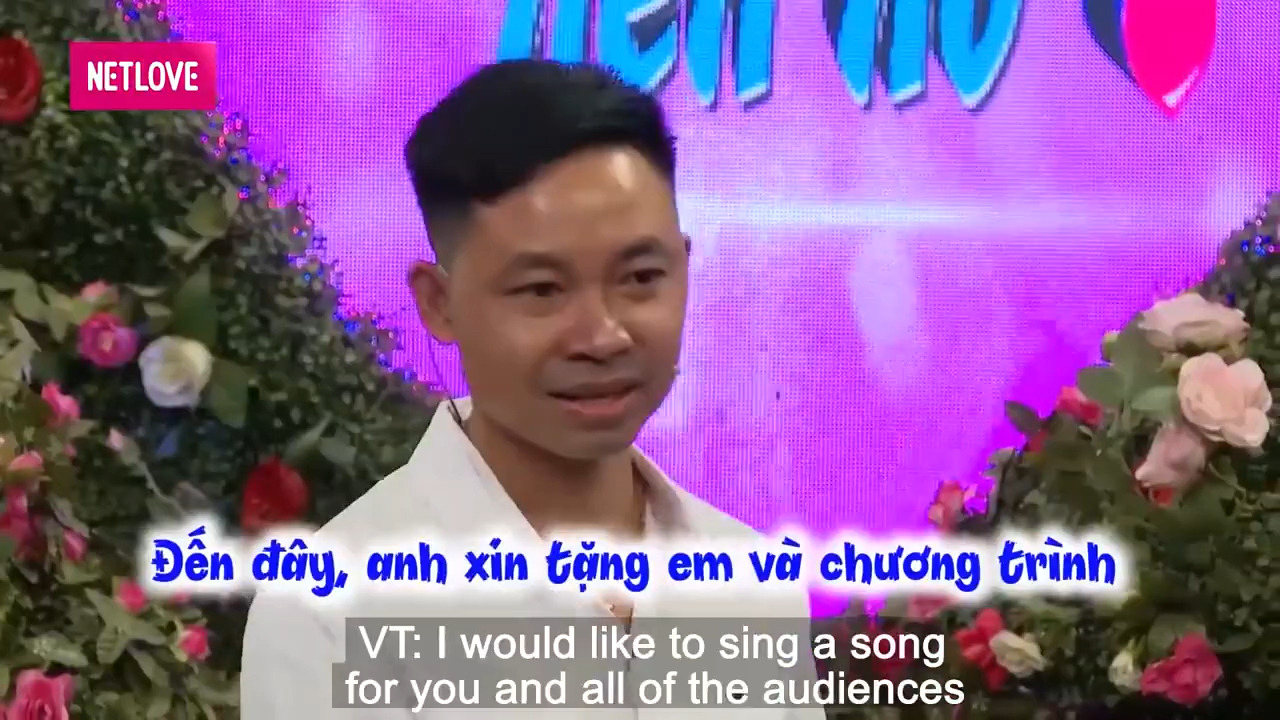 NETLOVE
Đến đây, anh xin tặng em và chương trình
VT: I would like to sing a song
for you and all of the audiences